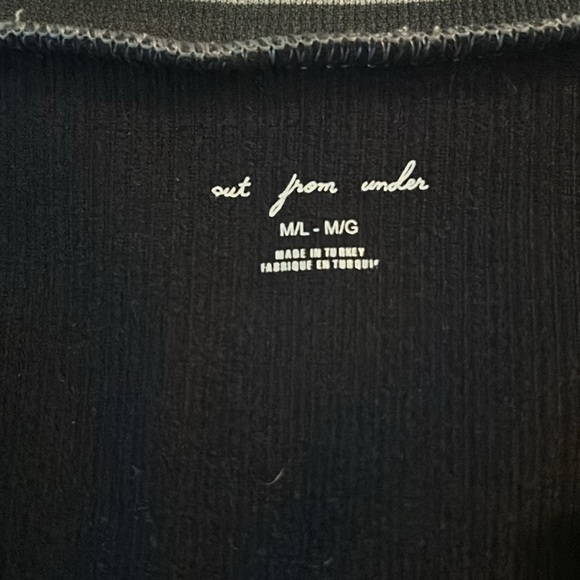 out from under
M/L - M/G
MADE IN TURKEY
FABRIQUE EN TURQUIE